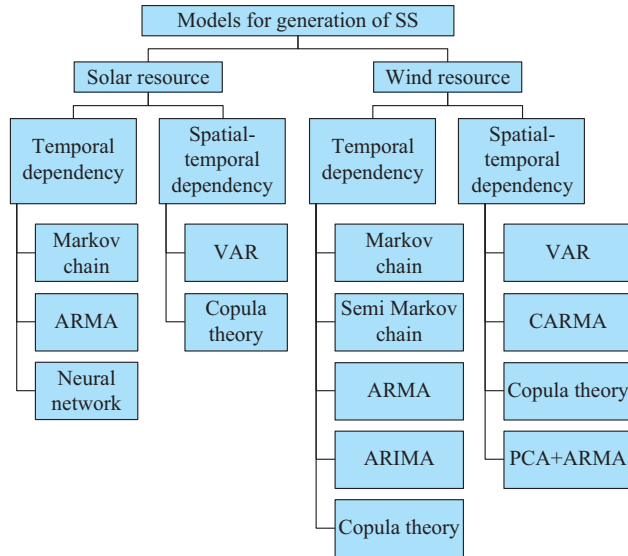 Models for generation of SS
Solar resource
Wind resource
Temporal
dependency
Spatial-
temporal
dependency
Temporal
dependency
Spatial-
temporal
dependency
Markov
chain
ARMA
Neural
network
VAR
Copula
theory
Markov
chain
Semi Markov
chain
ARMA
ARIMA
Copula theory
VAR
CARMA
Copula theory
PCA+ARMA